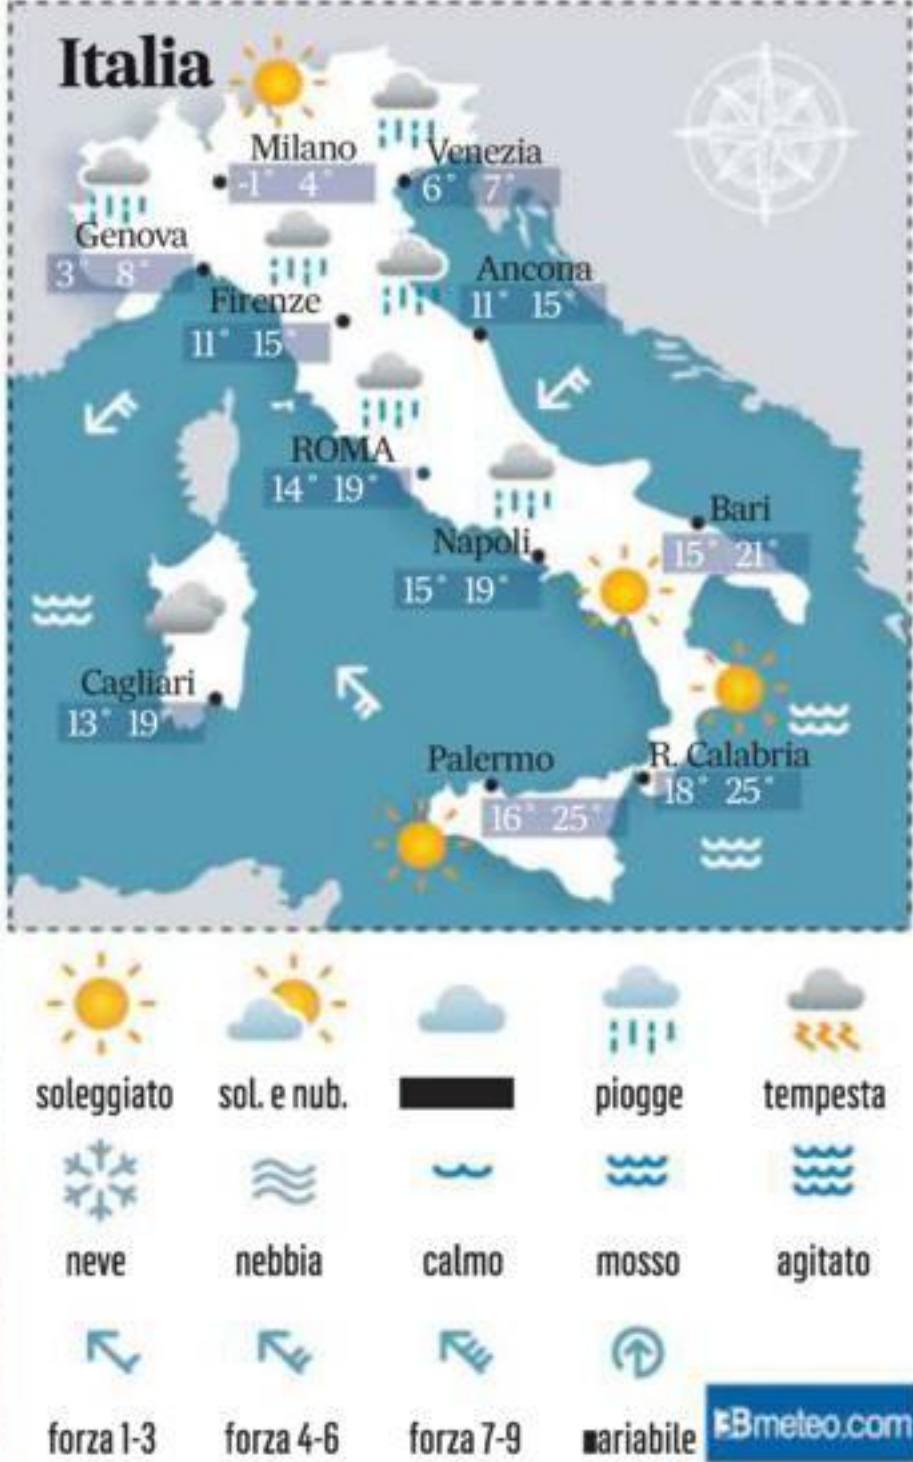 Italia
Milano
-1° 4°
Venezia
6° 7°
Genova
3° 8°
Firenze
11° 15°
Ancona
11° 15°
ROMA
14° 19°
Bari
15° 21°
Napoli
15° 19°
Cagliari
13° 19°
Palermo
16° 25°
R. Calabria
18° 25°
soleggiato sol. e nub. piogge tempesta
neve nebbia calmo mosso agitato
forza 1-3 forza 4-6 forza 7-9 ariabile
3Bmeteo.com